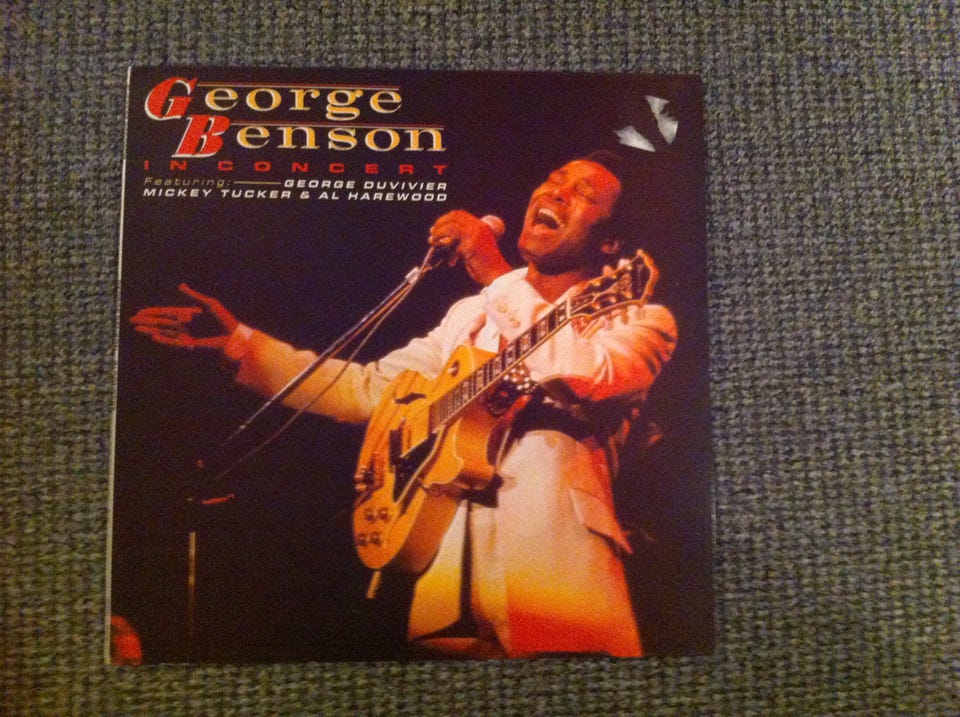 George
Benson
IN CONCERT
Featuring: GEORGE DUVIVIER
MICKEY TUCKER & AL HAREWOOD